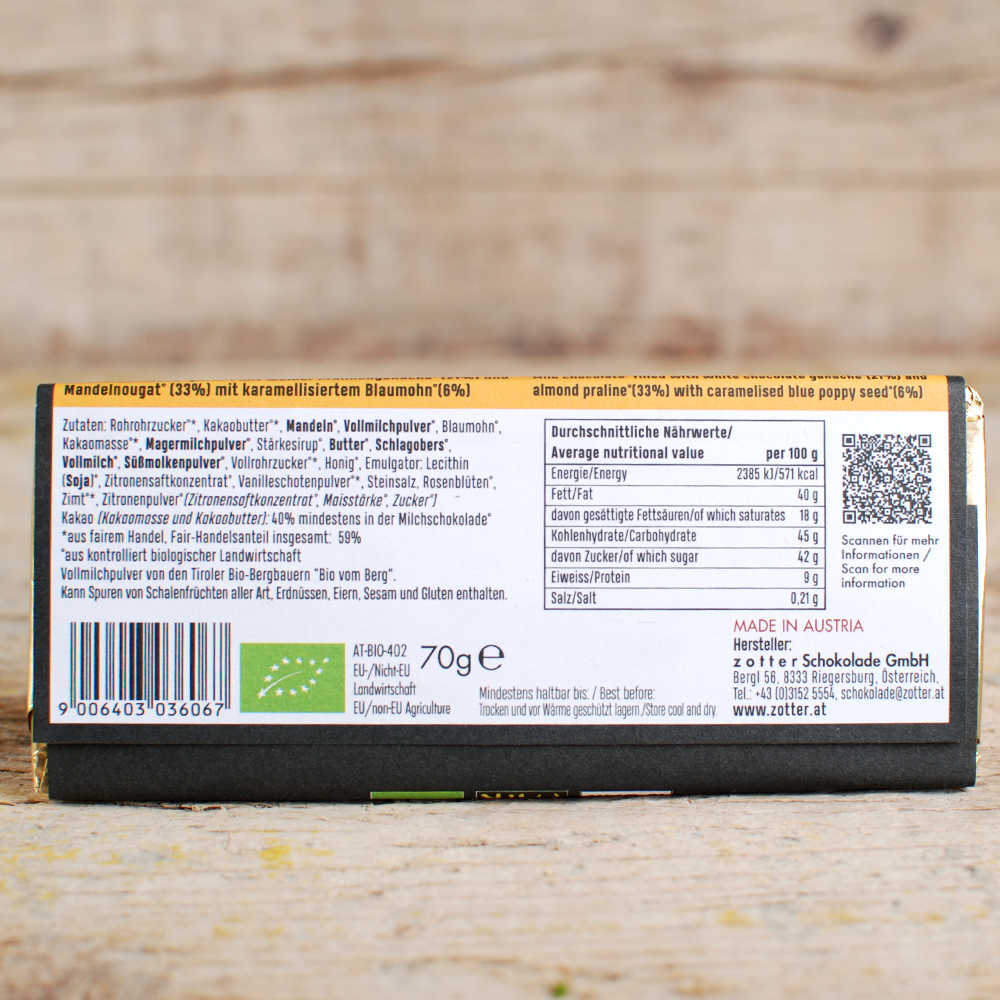 Mandelnougat* (33%) mit karamellisiertem Blaumohn*(6%)
almond praline*(33%) with caramelised blue poppy seed*(6%)
Zutaten: Rohrohrzucker*⁺, Kakaobutter*⁺, Mandeln*, Vollmilchpulver*, Blaumohn*,
Kakaomasse*⁺, Magermilchpulver*, Stärkesirup*, Butter*, Schlagobers*,
Vollmilch*, Süßmolkenpulver*, Vollrohrzucker*⁺, Honig*, Emulgator: Lecithin
(Soja)*, Zitronensaftkonzentrat*, Vanilleschotenpulver*⁺, Steinsalz, Rosenblüten*,
Zimt*⁺, Zitronenpulver* (Zitronensaftkonzentrat*, Maisstärke*, Zucker*)
Kakao (Kakaomasse und Kakaobutter): 40% mindestens in der Milchschokolade*
⁺aus fairem Handel, Fair-Handelsanteil insgesamt: 59%
*aus kontrolliert biologischer Landwirtschaft
Vollmilchpulver von den Tiroler Bio-Bergbauern "Bio vom Berg".
Kann Spuren von Schalenfrüchten aller Art, Erdnüssen, Eiern, Sesam und Gluten enthalten.
Durchschnittliche Nährwerte/
Average nutritional value per 100 g
Energie/Energy 2385 kJ/571 kcal
Fett/Fat 40 g
davon gesättigte Fettsäuren/of which saturates 18 g
Kohlenhydrate/Carbohydrate 45 g
davon Zucker/of which sugar 42 g
Eiweiss/Protein 9 g
Salz/Salt 0,21 g
Scannen für mehr
Informationen /
Scan for more
information
9 006403 036067
AT-BIO-402
EU-/Nicht-EU
Landwirtschaft
EU/non-EU Agriculture
70g ℮
Mindestens haltbar bis: / Best before:
Trocken und vor Wärme geschützt lagern./Store cool and dry.
MADE IN AUSTRIA
Hersteller:
zotter Schokolade GmbH
Bergl 56, 8333 Riegersburg, Österreich,
Tel.: +43 (0)3152 5554, schokolade@zotter.at
www.zotter.at